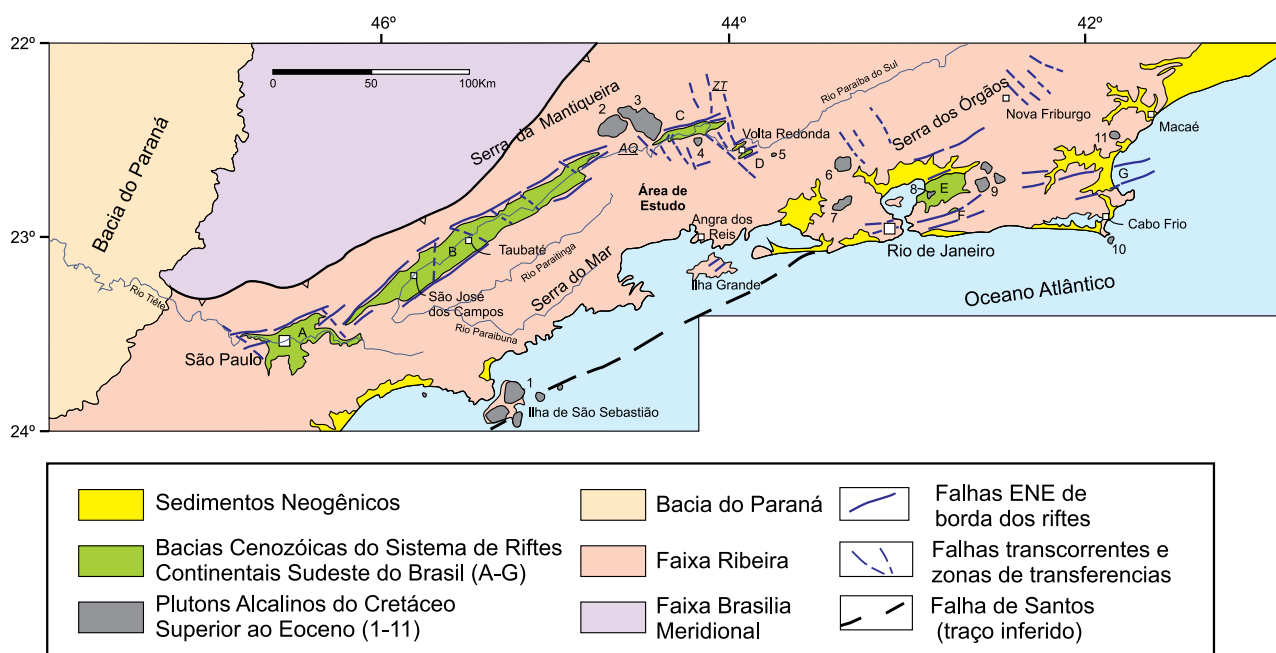 46º
44º
42º
22º
23º
24º
0
50
100Km
Bacia do Paraná
Serra da Mantiqueira
2
3
C
ZT
Rio Paraíba do Sul
Serra dos Órgãos
Nova Friburgo
Macaé
11
AQ
4
Volta Redonda
D
5
6
7
8
E
9
F
G
Cabo Frio
10
Área de
Estudo
Angra dos
Reis
Rio de Janeiro
Ilha Grande
Oceano Atlântico
B
Taubaté
Rio Paraitinga
Serra do Mar
São José
dos Campos
Rio Paraibuna
Rio Tiête
A
São Paulo
1
Ilha de São Sebastião
Sedimentos Neogênicos
Bacias Cenozóicas do Sistema de Riftes
Continentais Sudeste do Brasil (A-G)
Plutons Alcalinos do Cretáceo
Superior ao Eoceno (1-11)
Bacia do Paraná
Faixa Ribeira
Faixa Brasilia
Meridional
Falhas ENE de
borda dos riftes
Falhas transcorrentes e
zonas de transferencias
Falha de Santos
(traço inferido)